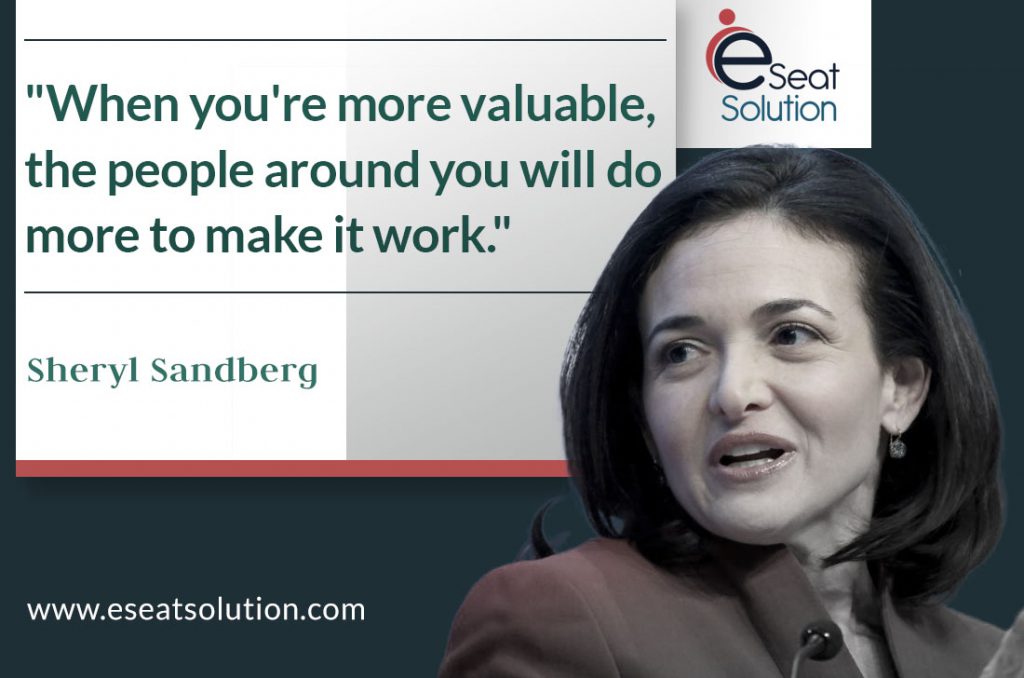 "When you're more valuable,
the people around you will do
more to make it work."
Sheryl Sandberg
eSeat
Solution
www.eseatsolution.com